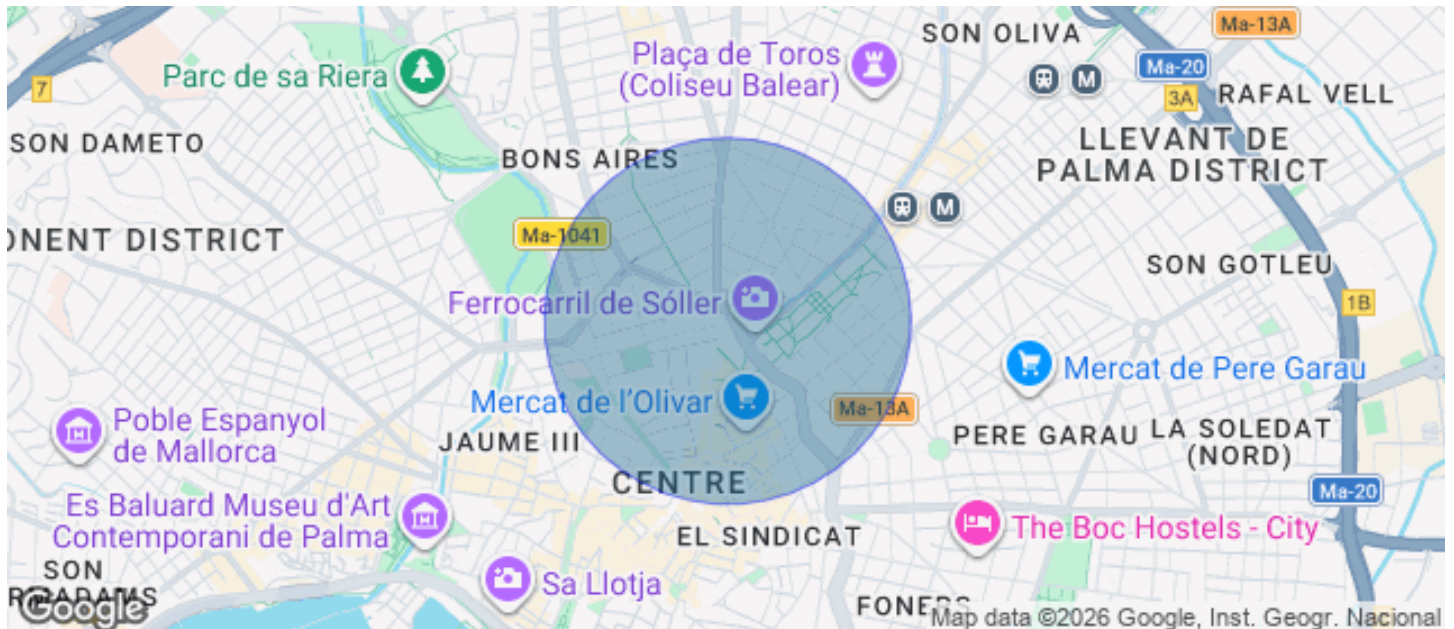 SON OLIVA
Ma-13A
Plaça de Toros
(Coliseu Balear)
Parc de sa Riera
M
Ma-20
7
3A
RAFAL VELL
SON DAMETO
BONS AIRES
LLEVANT DE
PALMA DISTRICT
M
Ma-1041
ONENT DISTRICT
SON GOTLEU
Ferrocarril de Sóller
1B
Mercat de Pere Garau
Mercat de l'Olivar
Ma-13A
Poble Espanyol
de Mallorca
JAUME III
PERE GARAU
LA SOLEDAT
(NORD)
CENTRE
Ma-20
Es Baluard Museu d'Art
Contemporani de Palma
EL SINDICAT
The Boc Hostels - City
SON
Sa Llotja
Google
FONERS
Map data ©2026 Google, Inst. Geogr. Nacional